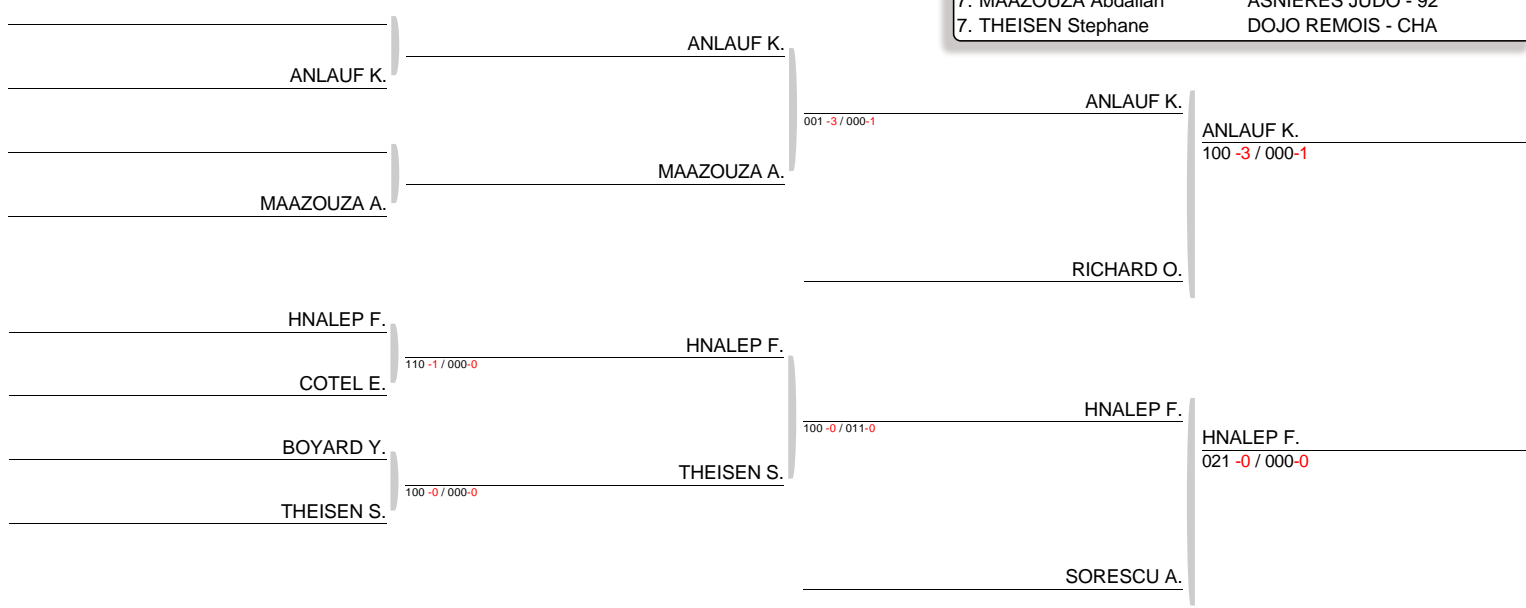 7. MAAZOUZA Abdallah ASNIERES JUDO - 92
7. THEISEN Stephane DOJO REMOIS - CHA
ANLAUF K.
ANLAUF K.
ANLAUF K.
001 -3 / 000-1
ANLAUF K.
100 -3 / 000-1
MAAZOUZA A.
MAAZOUZA A.
RICHARD O.
HNALEP F.
HNALEP F.
110 -1 / 000-0
COTEL E.
HNALEP F.
100 -0 / 011-0
HNALEP F.
021 -0 / 000-0
BOYARD Y.
THEISEN S.
100 -0 / 000-0
THEISEN S.
SORESCU A.